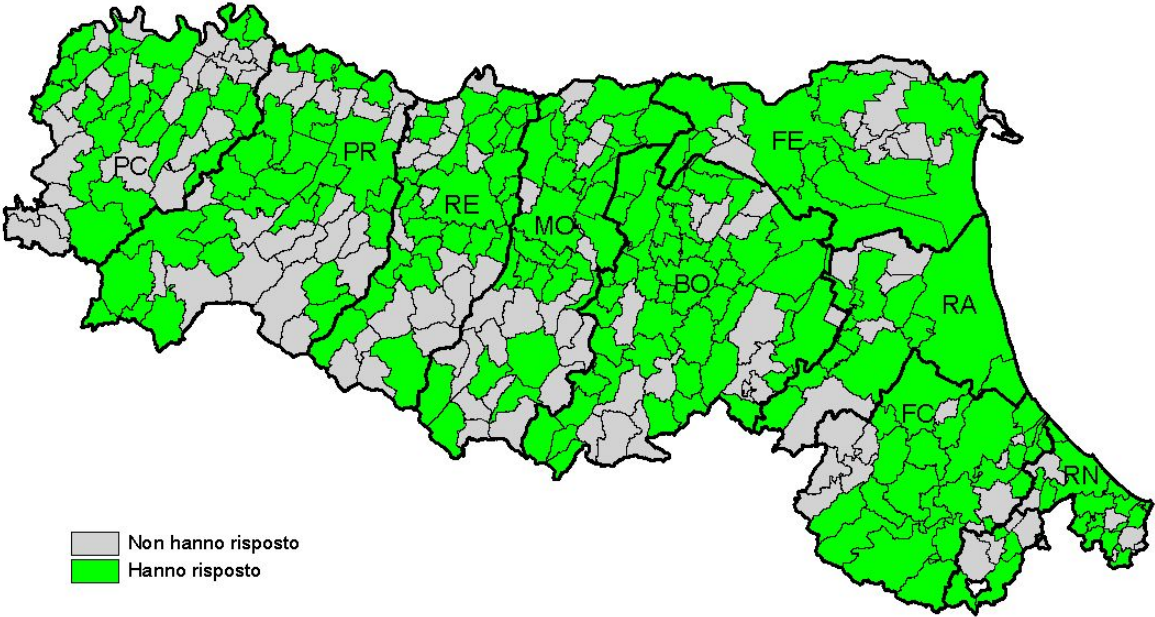 PC
PR
RE
MO
BO
FE
RA
FC
RN
Non hanno risposto
Hanno risposto